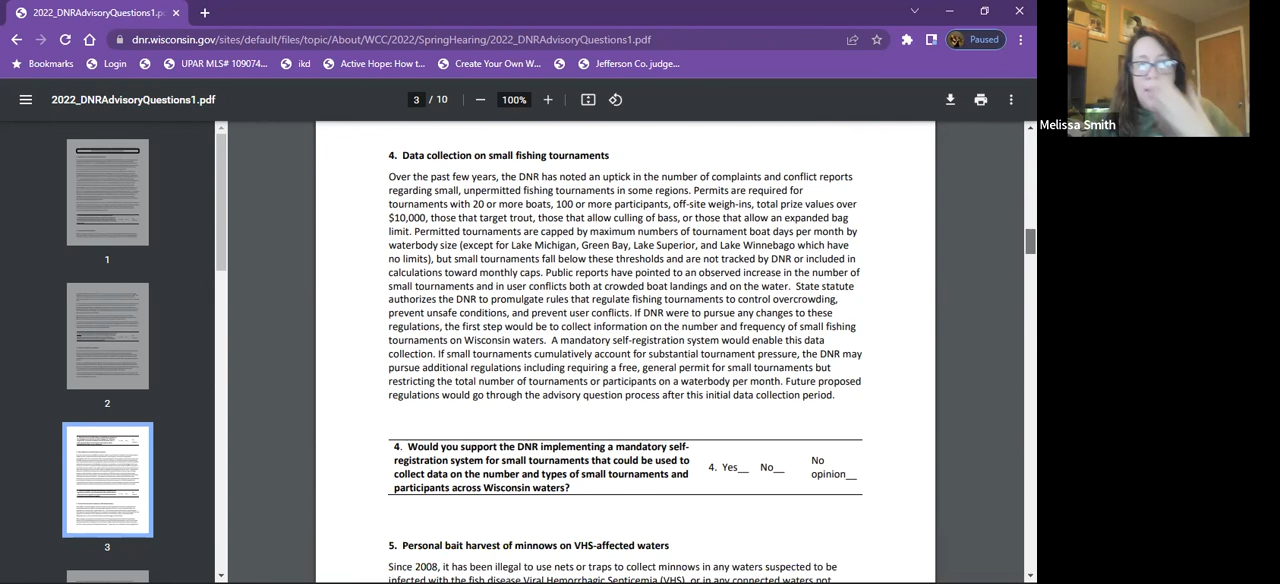 2022_DNRAdvisoryQuestions1.p
dnr.wisconsin.gov/sites/default/files/topic/About/WCC/2022/SpringHearing/2022_DNRAdvisoryQuestions1.pdf
Paused
Bookmarks Login UPAR MLS# 109074... ikd Active Hope: How t... Create Your Own W... Jefferson Co. judge...
2022_DNRAdvisoryQuestions1.pdf 3 / 10 100%
Melissa Smith
1
2
3
4. Data collection on small fishing tournaments
Over the past few years, the DNR has noted an uptick in the number of complaints and conflict reports
regarding small, unpermitted fishing tournaments in some regions. Permits are required for
tournaments with 20 or more boats, 100 or more participants, off-site weigh-ins, total prize values over
$10,000, those that target trout, those that allow culling of bass, or those that allow an expanded bag
limit. Permitted tournaments are capped by maximum numbers of tournament boat days per month by
waterbody size (except for Lake Michigan, Green Bay, Lake Superior, and Lake Winnebago which have
no limits), but small tournaments fall below these thresholds and are not tracked by DNR or included in
calculations toward monthly caps. Public reports have pointed to an observed increase in the number of
small tournaments and in user conflicts both at crowded boat landings and on the water. State statute
authorizes the DNR to promulgate rules that regulate fishing tournaments to control overcrowding,
prevent unsafe conditions, and prevent user conflicts. If DNR were to pursue any changes to these
regulations, the first step would be to collect information on the number and frequency of small fishing
tournaments on Wisconsin waters. A mandatory self-registration system would enable this data
collection. If small tournaments cumulatively account for substantial tournament pressure, the DNR may
pursue additional regulations including requiring a free, general permit for small tournaments but
restricting the total number of tournaments or participants on a waterbody per month. Future proposed
regulations would go through the advisory question process after this initial data collection period.
4. Would you support the DNR implementing a mandatory self-
registration system for small tournaments that could be used to
collect data on the number and types of small tournaments and
participants across Wisconsin waters?
4. Yes__ No__ No
opinion__
5. Personal bait harvest of minnows on VHS-affected waters
Since 2008, it has been illegal to use nets or traps to collect minnows in any waters suspected to be
infected with the fish disease Viral Hemorrhagic Septicemia (VHS), or in any connected waters not